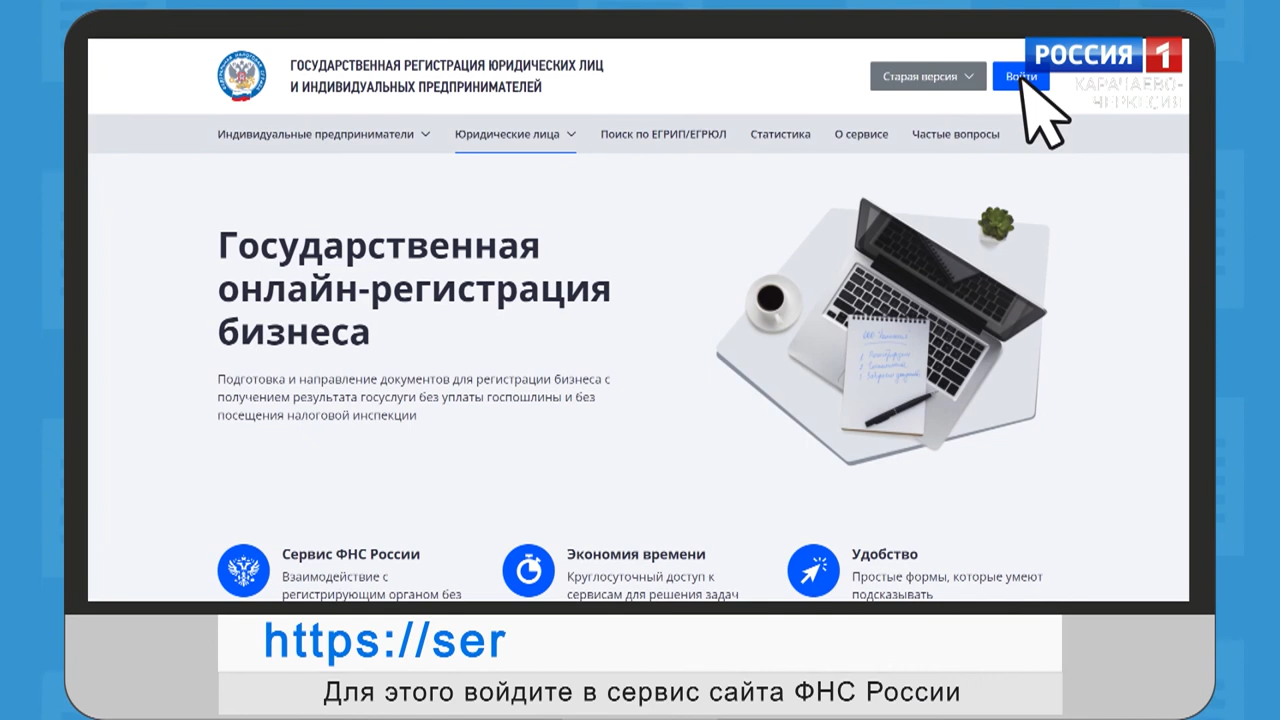 ГОСУДАРСТВЕННАЯ РЕГИСТРАЦИЯ ЮРИДИЧЕСКИХ ЛИЦ
И ИНДИВИДУАЛЬНЫХ ПРЕДПРИНИМАТЕЛЕЙ
Старая версия
Войти
РОССИЯ 1
КАРАЧАЕВО-
ЧЕРКЕСИЯ
Индивидуальные предприниматели Юридические лица Поиск по ЕГРИП/ЕГРЮЛ Статистика О сервисе Частые вопросы
Государственная
онлайн-регистрация
бизнеса
Подготовка и направление документов для регистрации бизнеса с
получением результата госуслуги без уплаты госпошлины и без
посещения налоговой инспекции
Сервис ФНС России
Взаимодействие с
регистрирующим органом без
Экономия времени
Круглосуточный доступ к
сервисам для решения задач
Удобство
Простые формы, которые умеют
подсказывать
https://ser
Для этого войдите в сервис сайта ФНС России